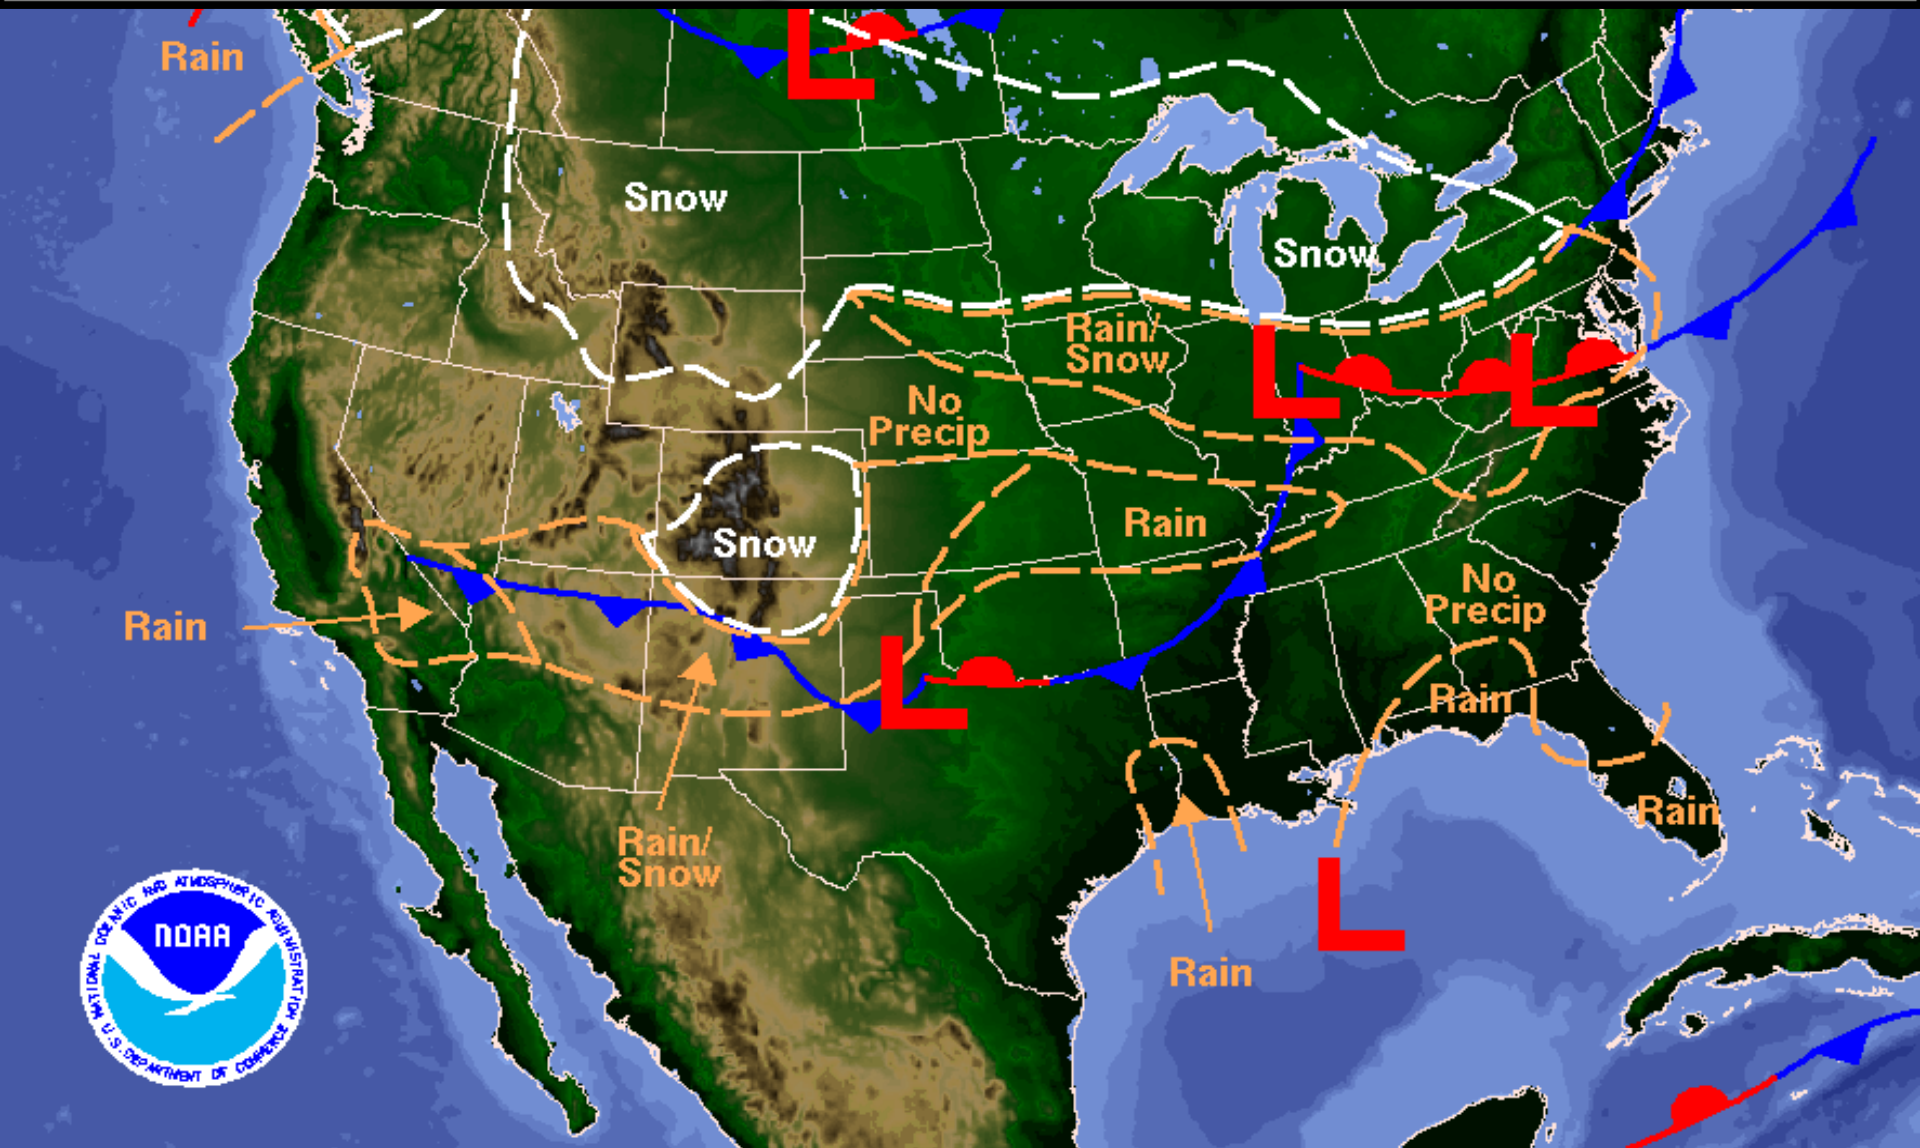 Rain
L
Snow
Snow
Rain/
Snow
L
L
No
Precip
Rain
Snow
No
Precip
Rain
L
Rain
Rain
Rain/
Snow
L
Rain
NATIONAL OCEANIC AND ATMOSPHERIC ADMINISTRATION
NOAA
U.S. DEPARTMENT OF COMMERCE